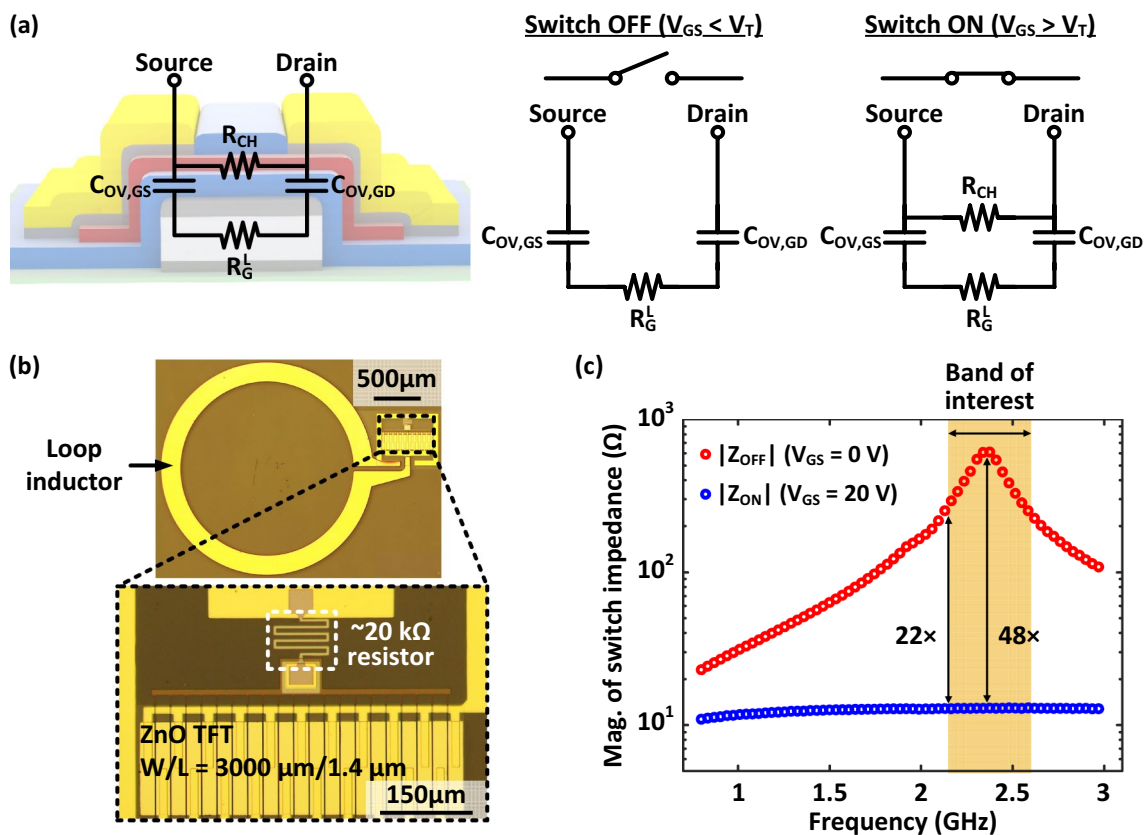 (a)
Source
Drain
R_CH
C_OV,GS
C_OV,GD
R_G^L
Switch OFF (V_GS < V_T)
Source
Drain
C_OV,GS
C_OV,GD
R_G^L
Switch ON (V_GS > V_T)
Source
Drain
R_CH
C_OV,GS
C_OV,GD
R_G^L
(b)
500μm
Loop
inductor
~20 kΩ
resistor
ZnO TFT
W/L = 3000 μm/1.4 μm
150μm
(c)
Band of
interest
|Z_OFF| (V_GS = 0 V)
|Z_ON| (V_GS = 20 V)
22×
48×
Mag. of switch impedance (Ω)
10^3
10^2
10^1
1
1.5
2
2.5
3
Frequency (GHz)